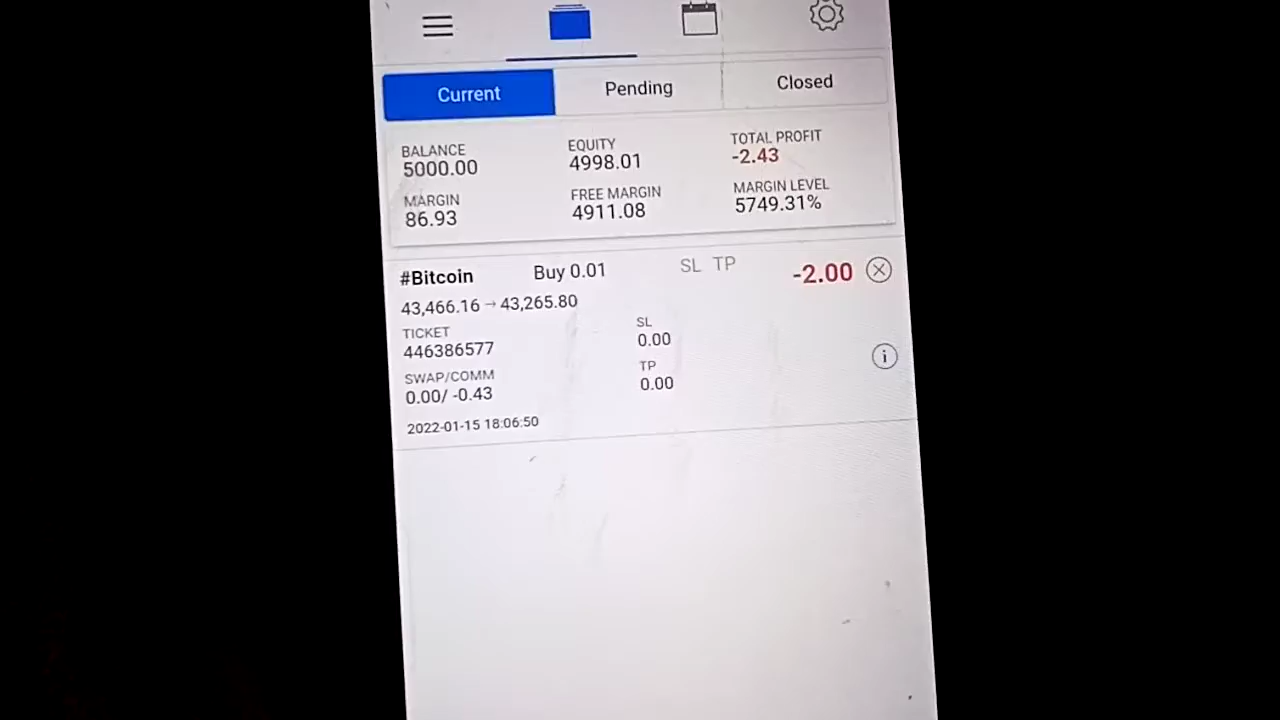 Current Pending Closed
BALANCE EQUITY TOTAL PROFIT
5000.00 4998.01 -2.43
MARGIN FREE MARGIN MARGIN LEVEL
86.93 4911.08 5749.31%
#Bitcoin Buy 0.01 SL TP -2.00
43,466.16→43,265.80
TICKET SL
446386577 0.00
SWAP/COMM TP
0.00/ -0.43 0.00
2022-01-15 18:06:50